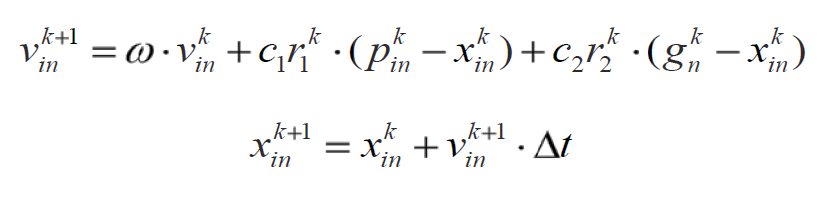 v_{in}^{k+1} = ω · v_{in}^{k} + c_1 r_1^{k} · (p_{in}^{k} − x_{in}^{k}) + c_2 r_2^{k} · (g_n^{k} − x_{in}^{k})
x_{in}^{k+1} = x_{in}^{k} + v_{in}^{k+1} · Δt